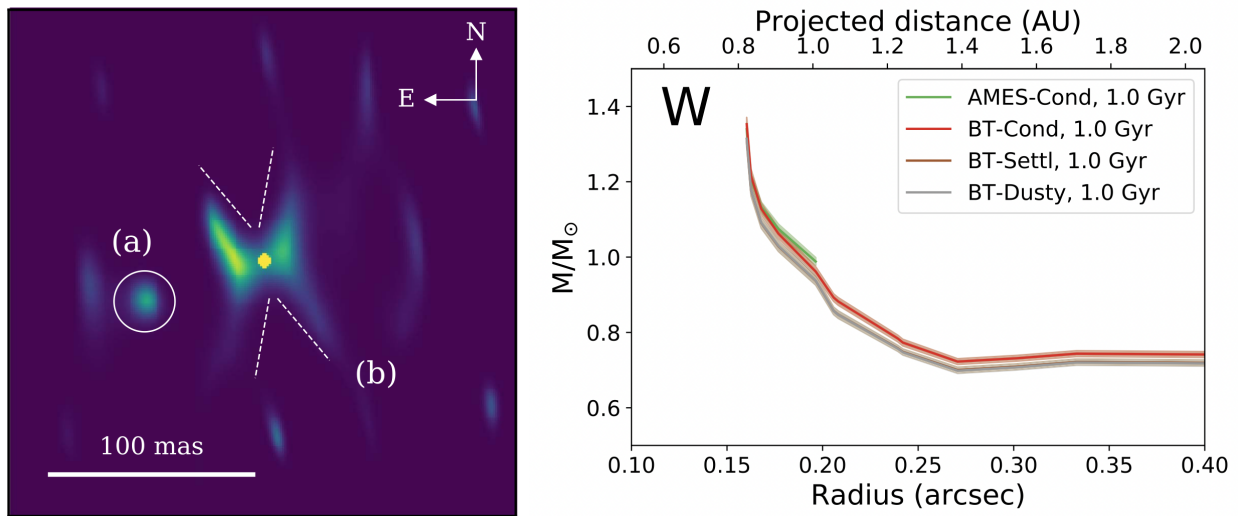 N
E
(a)
(b)
100 mas
Projected distance (AU)
0.6 0.8 1.0 1.2 1.4 1.6 1.8 2.0
W
AMES-Cond, 1.0 Gyr
BT-Cond, 1.0 Gyr
BT-Settl, 1.0 Gyr
BT-Dusty, 1.0 Gyr
M/M☉
1.4
1.2
1.0
0.8
0.6
0.10 0.15 0.20 0.25 0.30 0.35 0.40
Radius (arcsec)